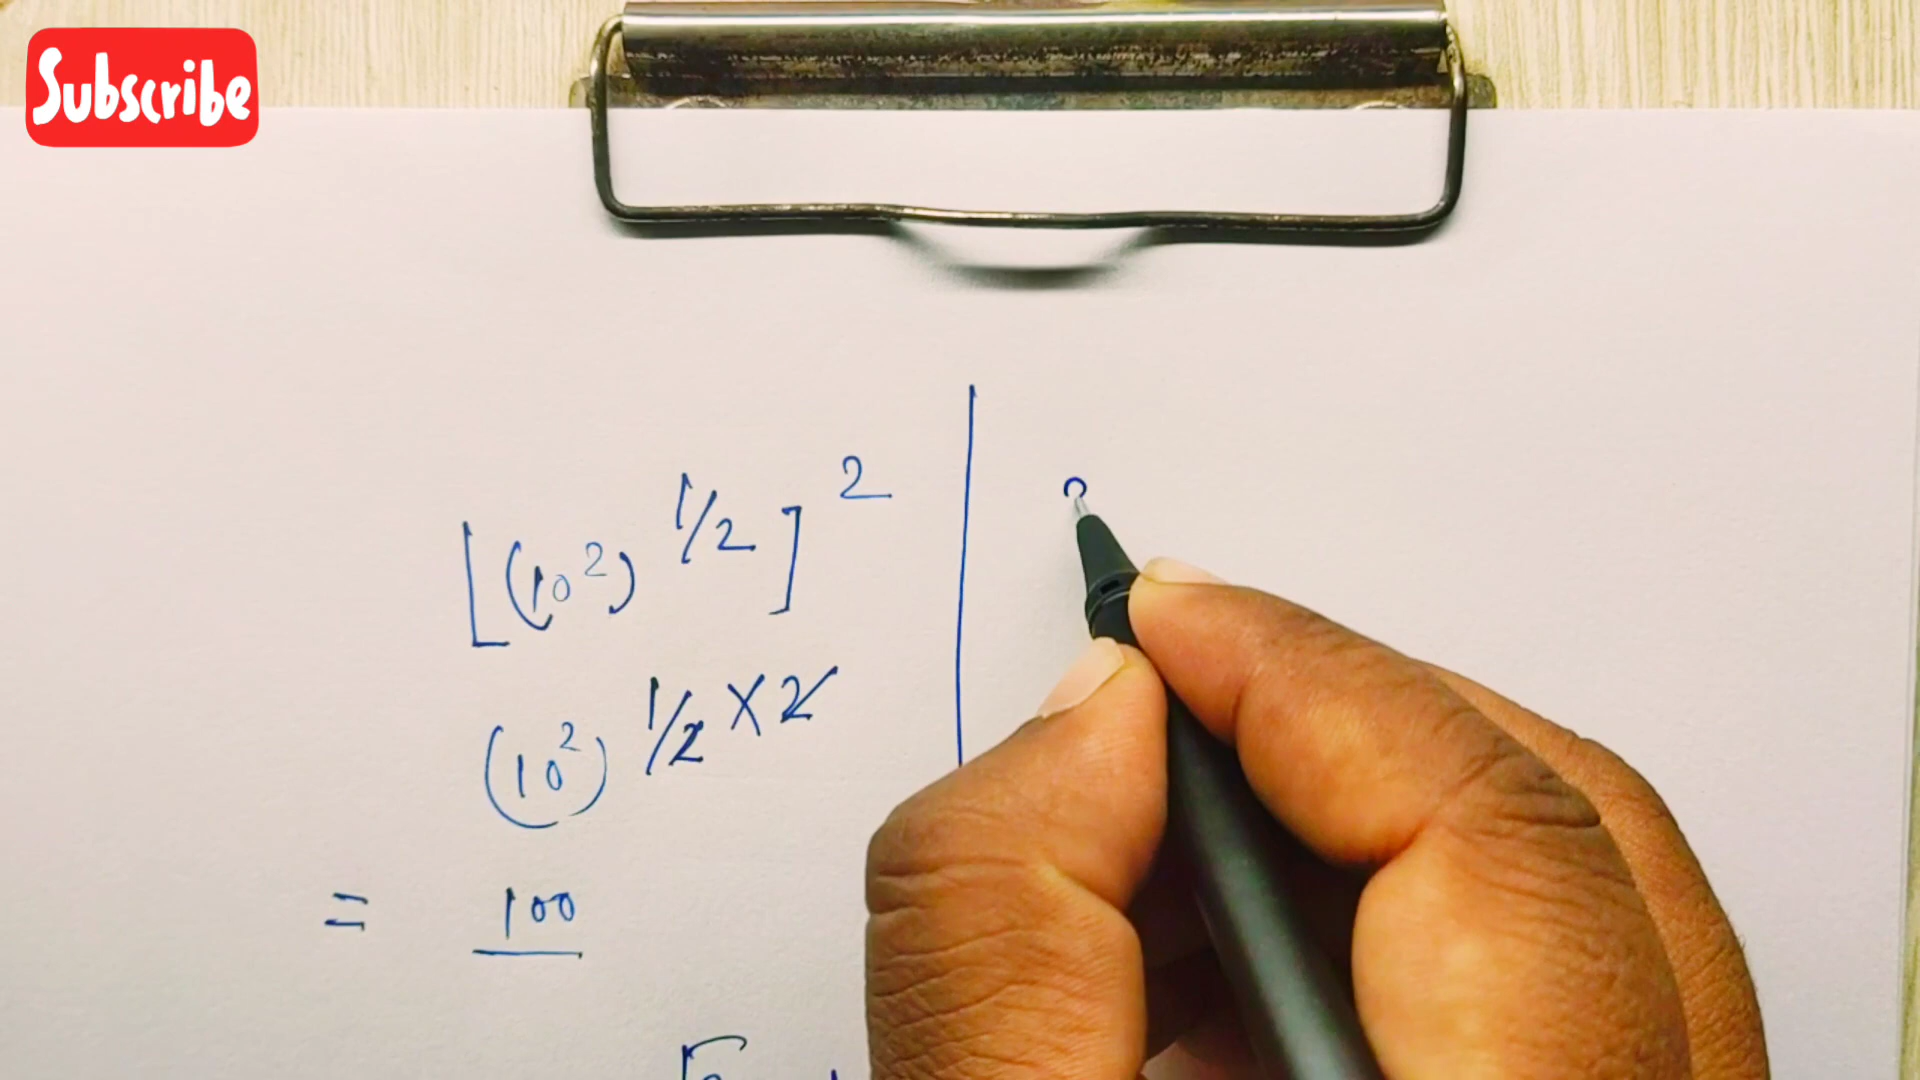 Subscribe
[(10²)^1/2]²
(10²)^1/2 × 2
= 100